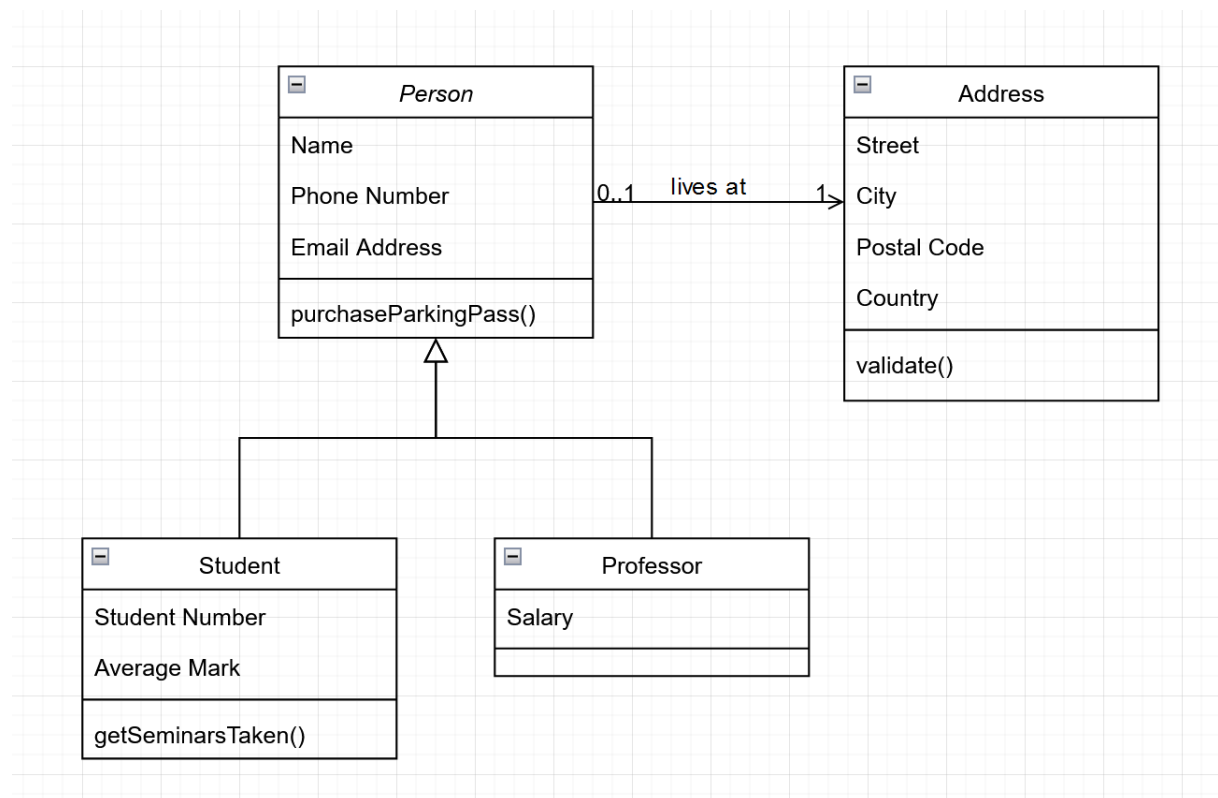 Person
Name
Phone Number
Email Address
purchaseParkingPass()
0..1
lives at
1
Address
Street
City
Postal Code
Country
validate()
Student
Student Number
Average Mark
getSeminarsTaken()
Professor
Salary